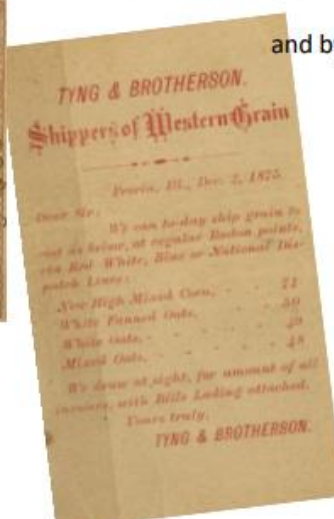 and b
TYNG & BROTHERSON.
Shippers of Western Grain
Peoria, Ill., Dec. 2, 1875.
Dear Sir:
We can to-day ship grain to
as below, at regular Boston points,
via Red, White, Blue or National Dis-
patch Lines:
New High Mixed Corn, - - 71
White Fanned Oats, - - 50
White Oats, - - - 49
Mixed Oats, - - - 48
We draw at sight, for amount of all
invoices, with Bills Lading attached.
Yours truly,
TYNG & BROTHERSON.